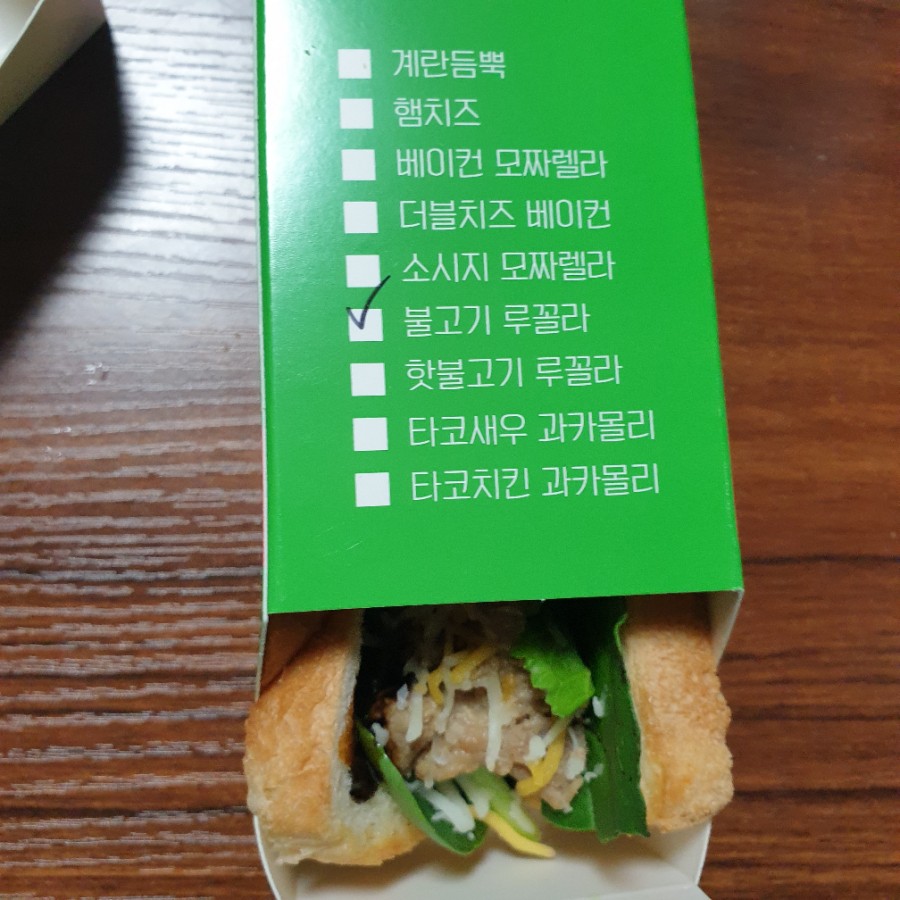 계란듬뿍
햄치즈
베이컨 모짜렐라
더블치즈 베이컨
소시지 모짜렐라
불고기 루꼴라
핫불고기 루꼴라
타코새우 과카몰리
타코치킨 과카몰리